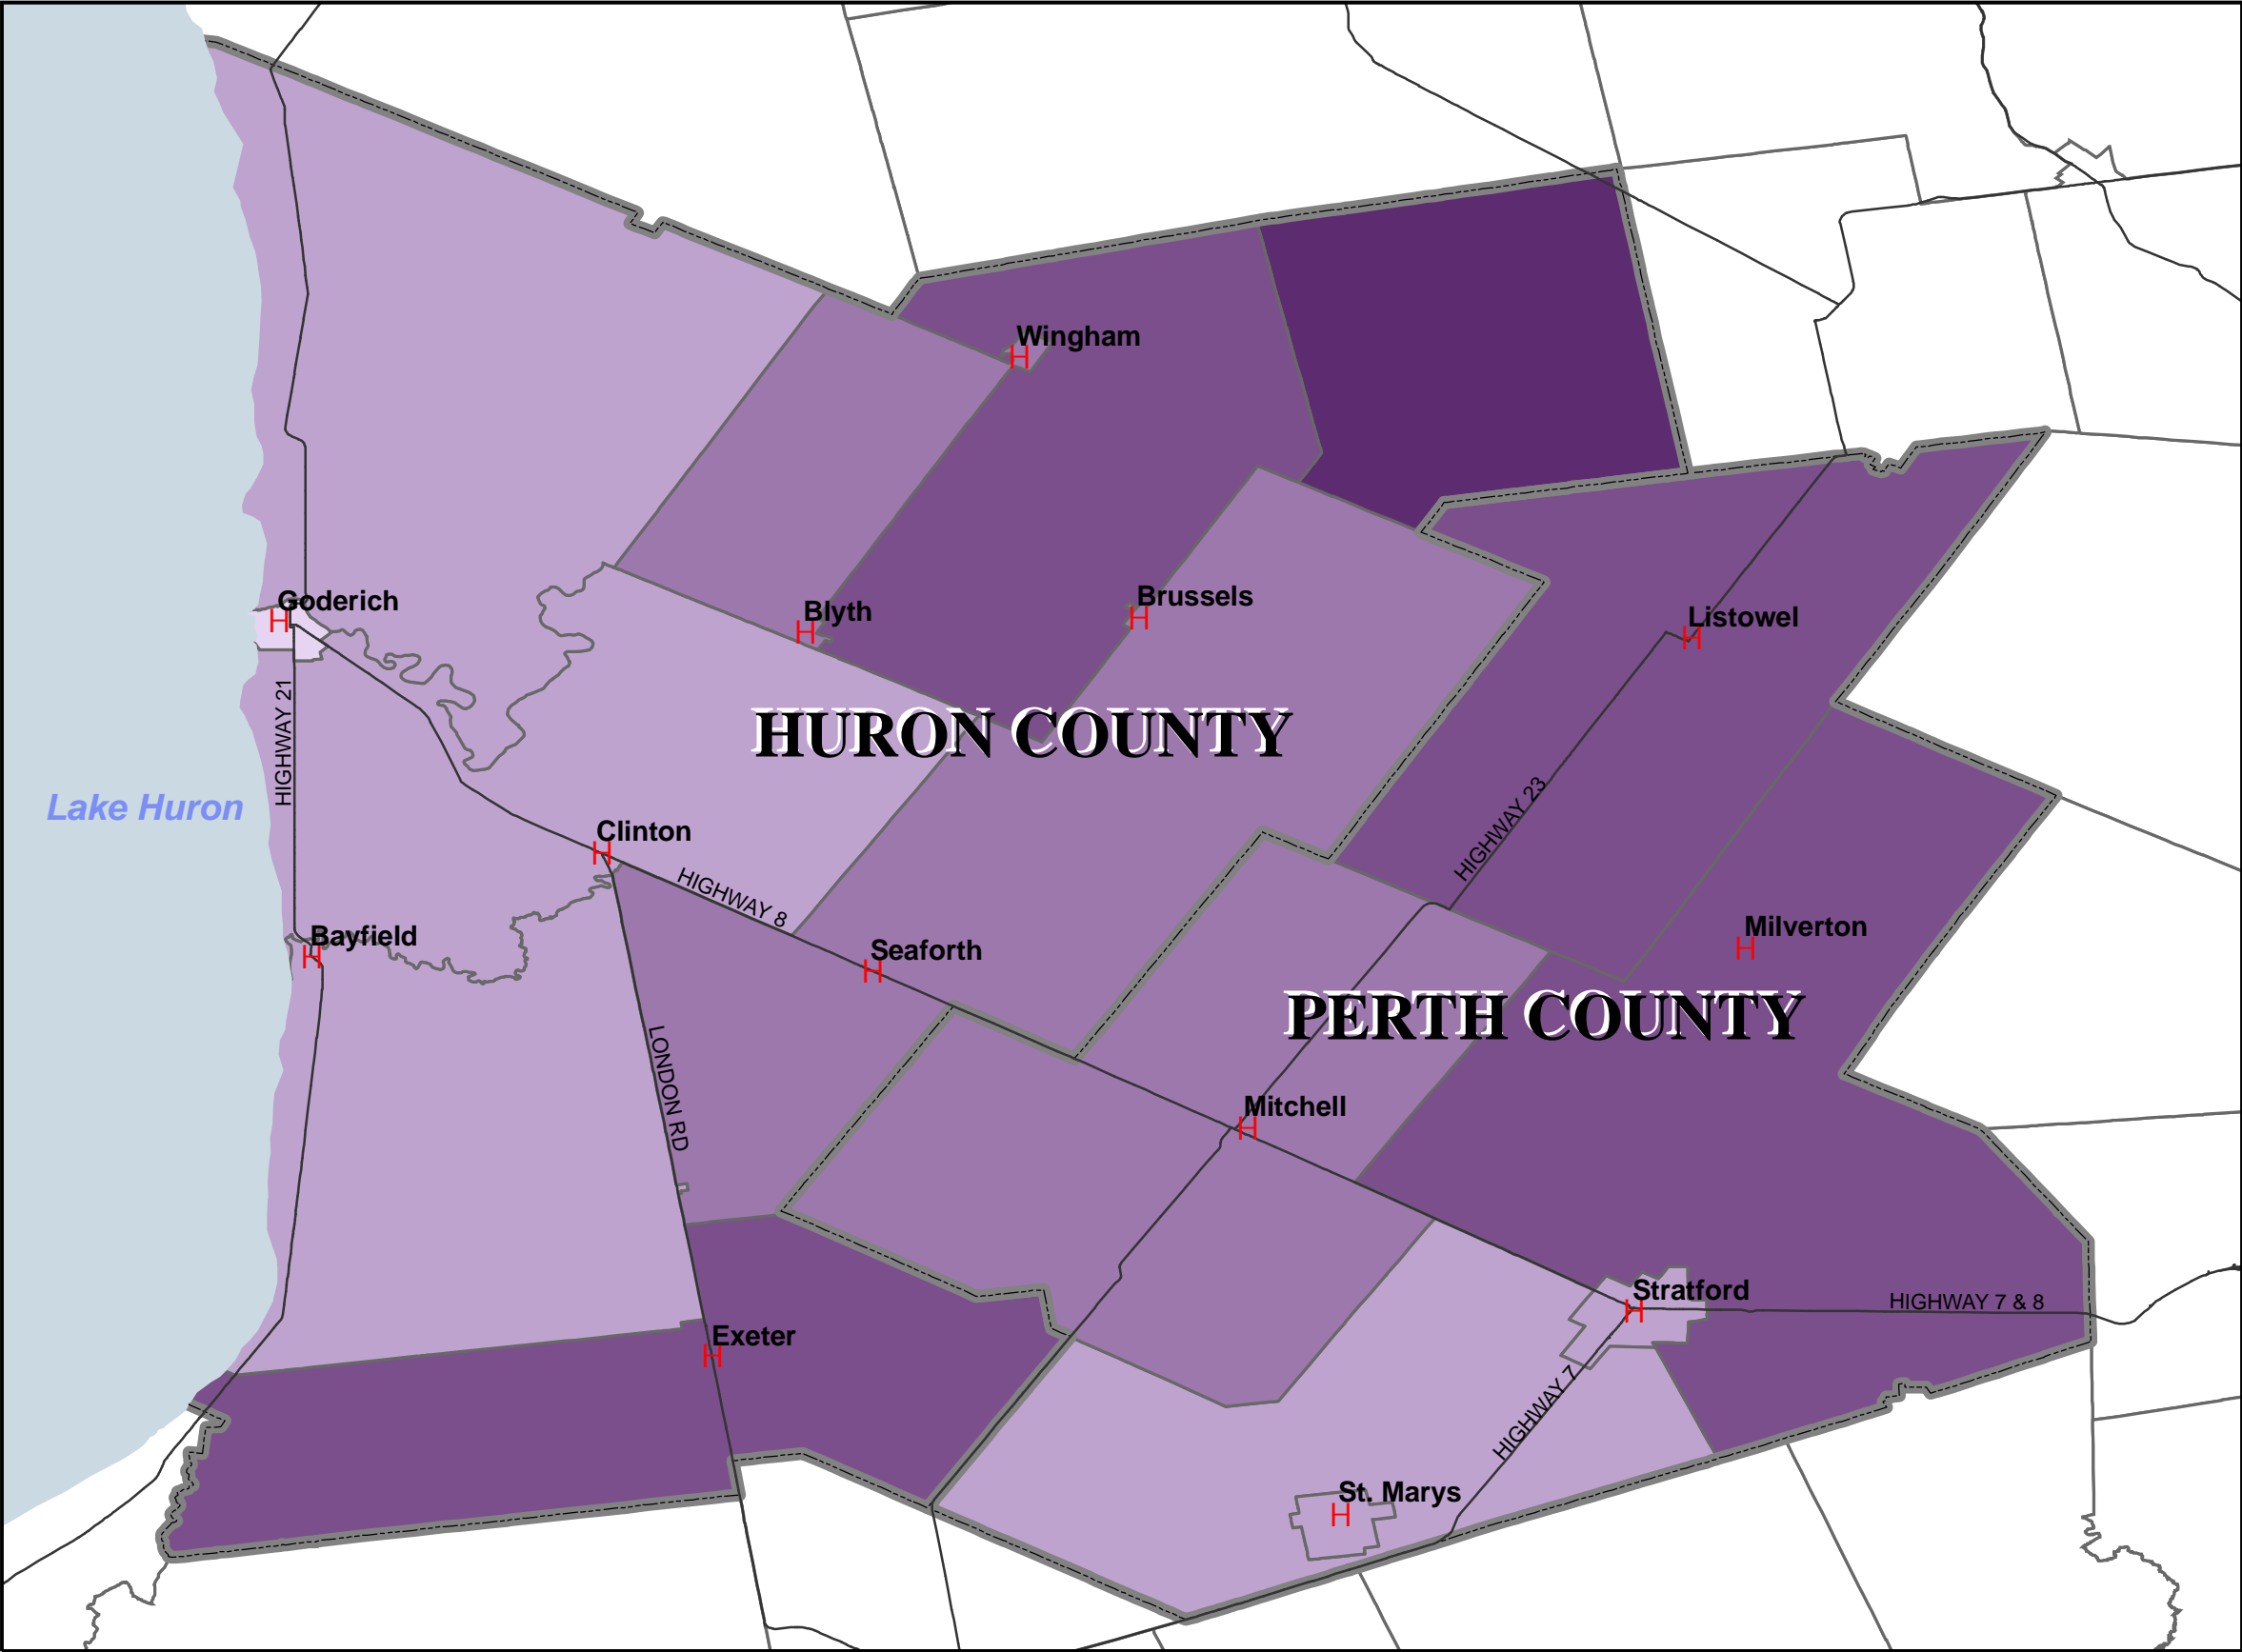 Wingham
H
Goderich
H
Blyth
H
Brussels
H
Listowel
H
HIGHWAY 21
HURON COUNTY
Lake Huron
Clinton
H
HIGHWAY 23
HIGHWAY 8
Bayfield
H
Seaforth
H
Milverton
H
PERTH COUNTY
LONDON RD
Mitchell
H
Stratford
H
HIGHWAY 7 & 8
Exeter
H
HIGHWAY 7
St. Marys
H